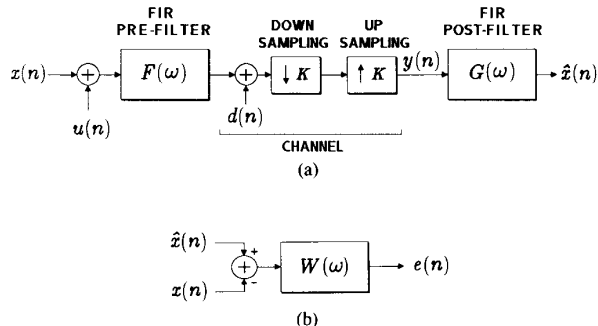 FIR
PRE-FILTER
DOWN
SAMPLING
UP
SAMPLING
FIR
POST-FILTER
x(n)
+
F(ω)
+
↓ K
↑ K
y(n)
G(ω)
x̂(n)
u(n)
d(n)
CHANNEL
(a)
x̂(n)
+
+
W(ω)
e(n)
x(n)
-
(b)